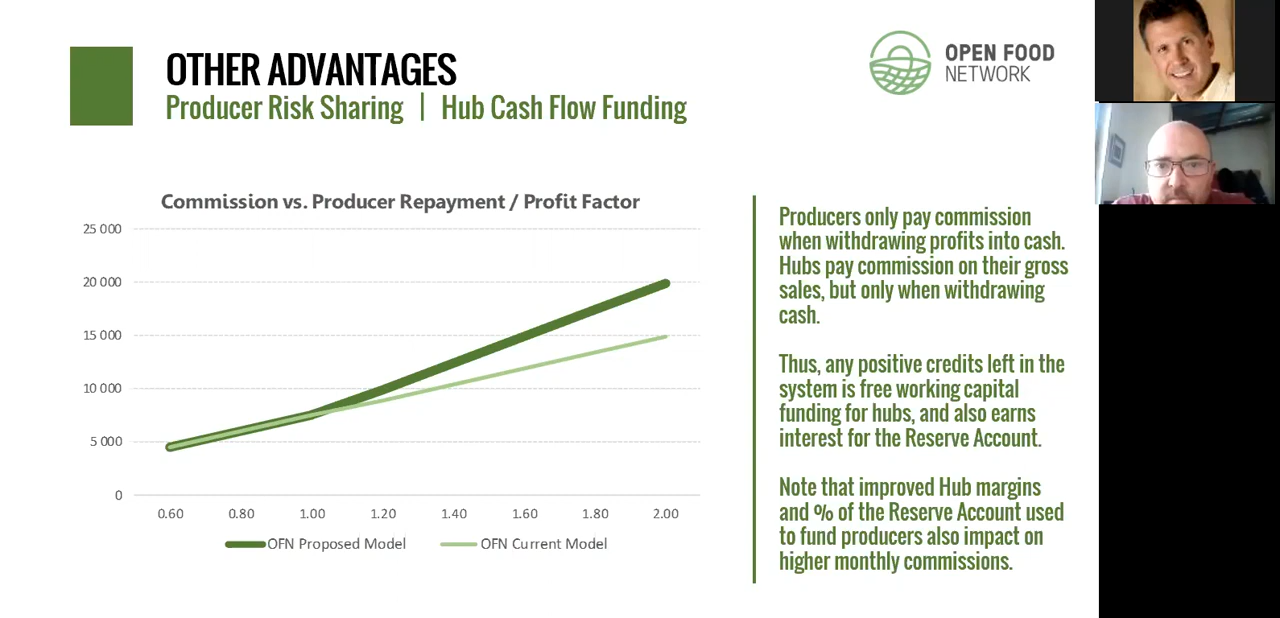 OTHER ADVANTAGES
Producer Risk Sharing | Hub Cash Flow Funding
OPEN FOOD
NETWORK
Commission vs. Producer Repayment / Profit Factor
25 000
20 000
15 000
10 000
5 000
0
0.60 0.80 1.00 1.20 1.40 1.60 1.80 2.00
OFN Proposed Model OFN Current Model
Producers only pay commission
when withdrawing profits into cash.
Hubs pay commission on their gross
sales, but only when withdrawing
cash.
Thus, any positive credits left in the
system is free working capital
funding for hubs, and also earns
interest for the Reserve Account.
Note that improved Hub margins
and % of the Reserve Account used
to fund producers also impact on
higher monthly commissions.